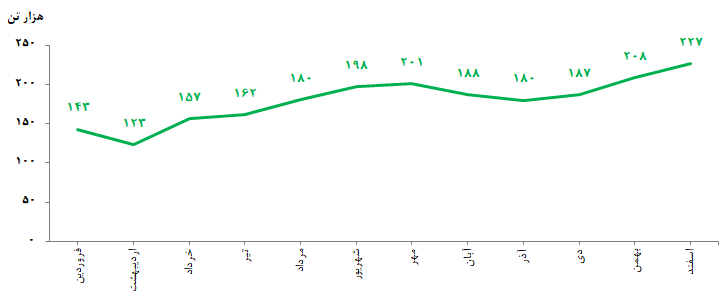 هزار تن
۲۵۰
۲۰۰
۱۵۰
۱۰۰
۵۰
۰
۱۴۳
۱۲۳
۱۵۷
۱۶۲
۱۸۰
۱۹۸
۲۰۱
۱۸۸
۱۸۰
۱۸۷
۲۰۸
۲۲۷
فروردین
اردیبهشت
خرداد
تیر
مرداد
شهریور
مهر
آبان
آذر
دی
بهمن
اسفند